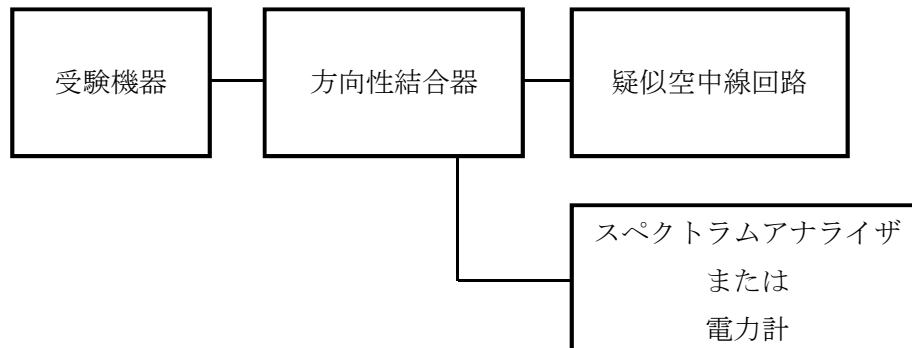 受験機器
方向性結合器
疑似空中線回路
スペクトラムアナライザ
または
電力計